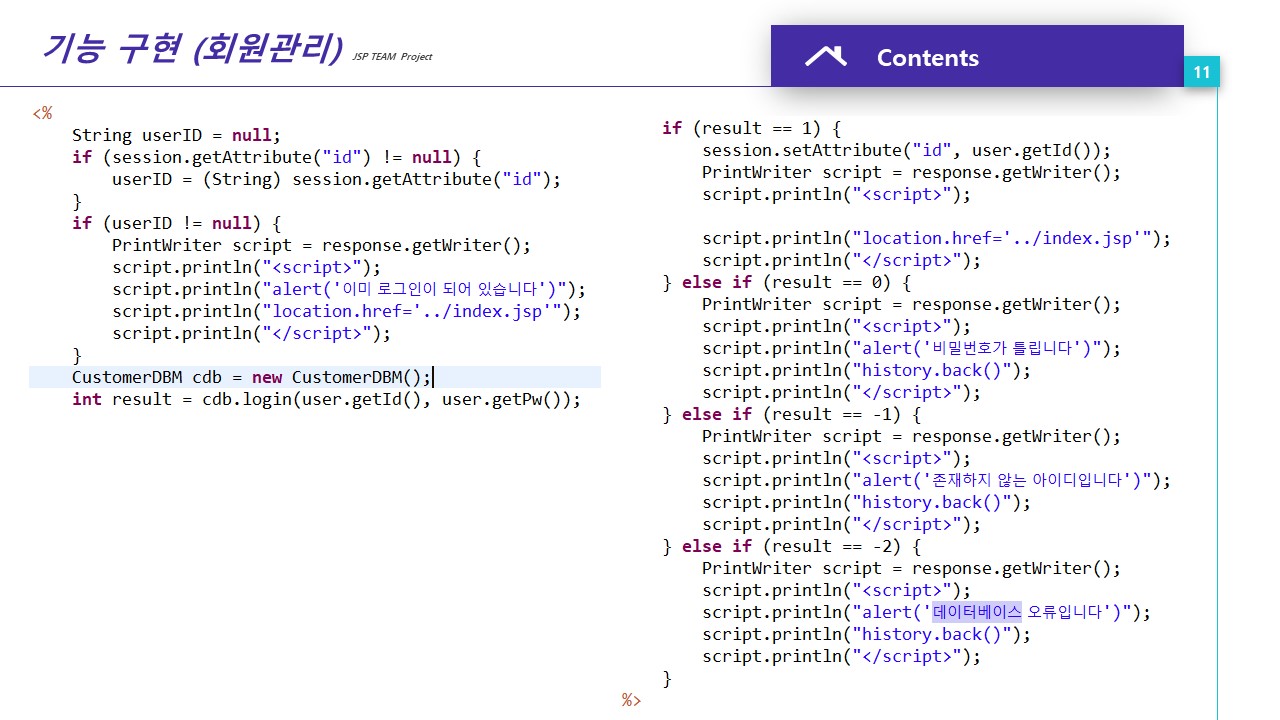 기능 구현 (회원관리) JSP TEAM Project
Contents
11
<%
String userID = null;
if (session.getAttribute("id") != null) {
userID = (String) session.getAttribute("id");
}
if (userID != null) {
PrintWriter script = response.getWriter();
script.println("<script>");
script.println("alert('이미 로그인이 되어 있습니다')");
script.println("location.href='../index.jsp'");
script.println("</script>");
}
CustomerDBM cdb = new CustomerDBM();
int result = cdb.login(user.getId(), user.getPw());
if (result == 1) {
session.setAttribute("id", user.getId());
PrintWriter script = response.getWriter();
script.println("<script>");
script.println("location.href='../index.jsp'");
script.println("</script>");
} else if (result == 0) {
PrintWriter script = response.getWriter();
script.println("<script>");
script.println("alert('비밀번호가 틀립니다')");
script.println("history.back()");
script.println("</script>");
} else if (result == -1) {
PrintWriter script = response.getWriter();
script.println("<script>");
script.println("alert('존재하지 않는 아이디입니다')");
script.println("history.back()");
script.println("</script>");
} else if (result == -2) {
PrintWriter script = response.getWriter();
script.println("<script>");
script.println("alert('데이터베이스 오류입니다')");
script.println("history.back()");
script.println("</script>");
}
%>